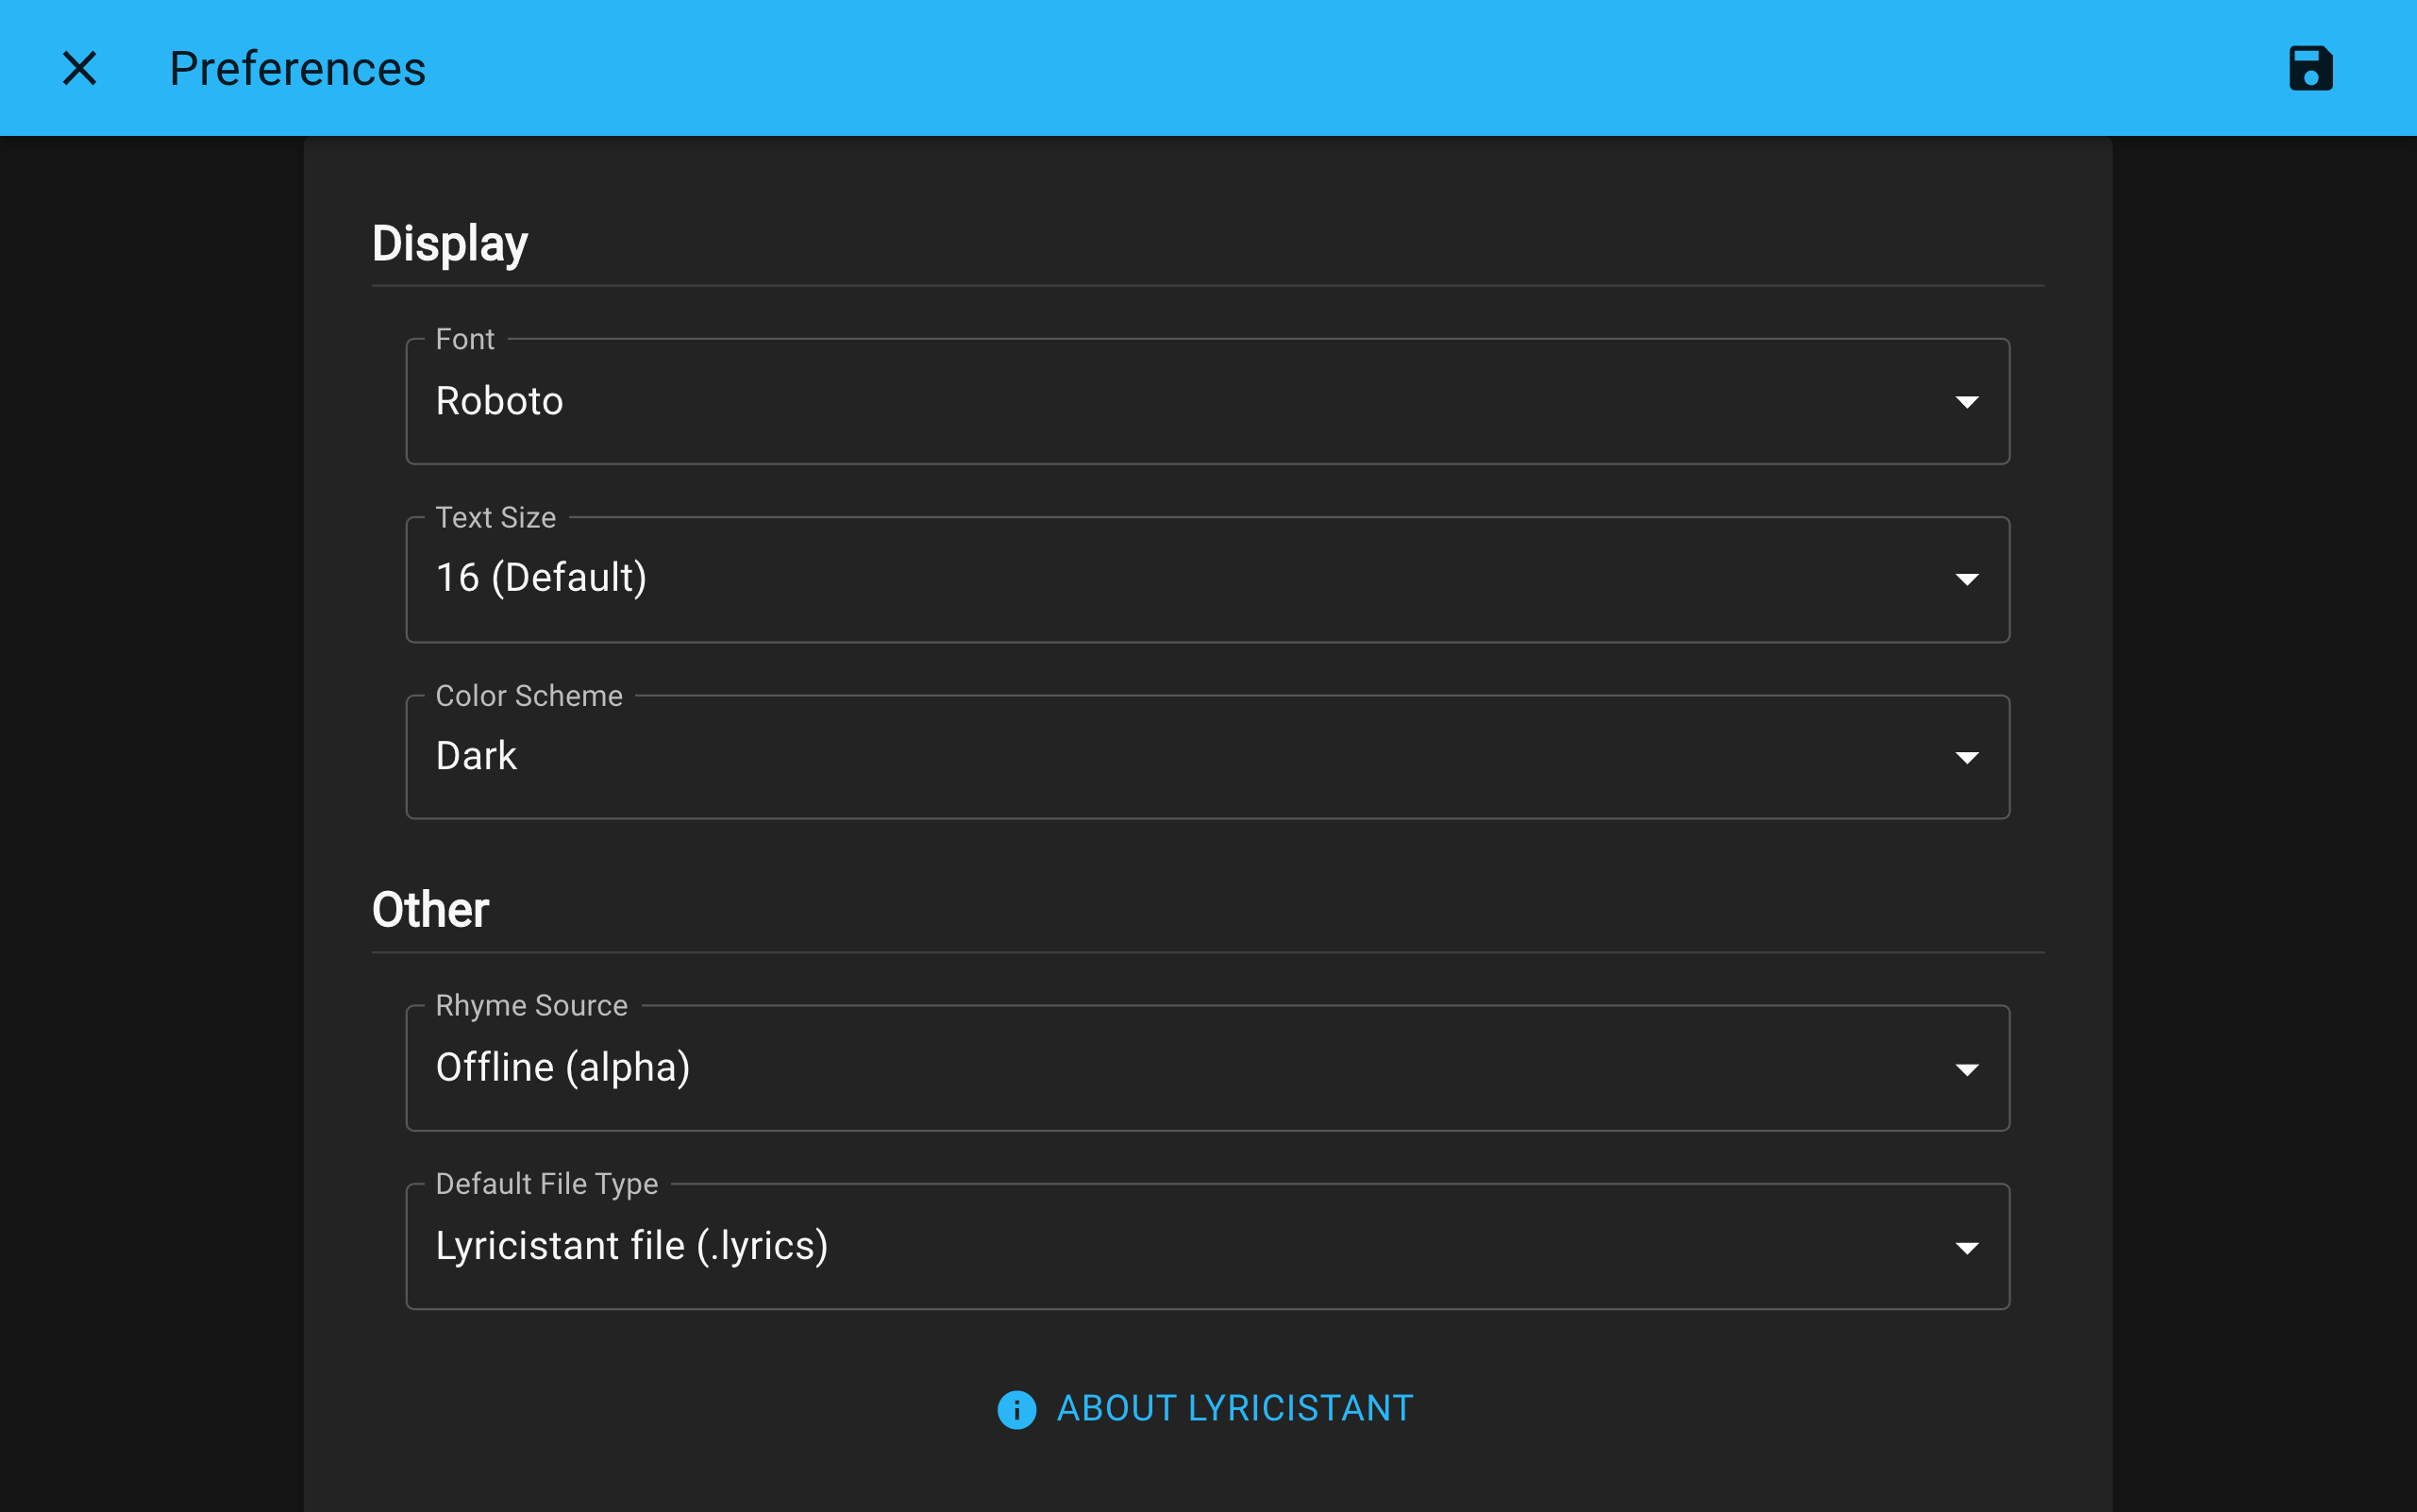 Preferences
Display
Font
Roboto
Text Size
16 (Default)
Color Scheme
Dark
Other
Rhyme Source
Offline (alpha)
Default File Type
Lyricistant file (.lyrics)
ABOUT LYRICISTANT